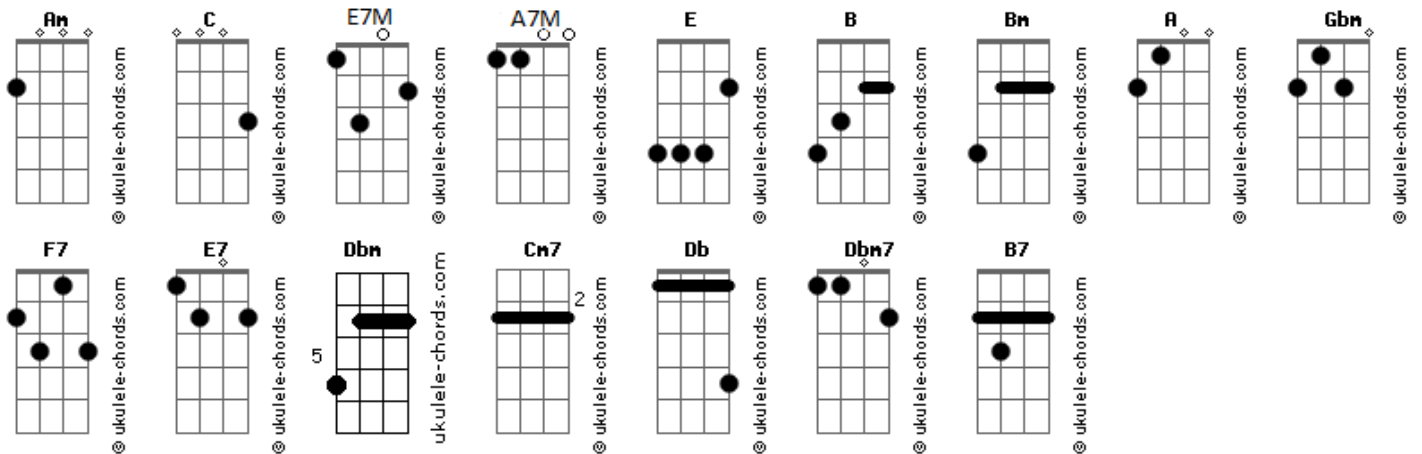 Am C E7M A7M E B Bm A Gbm
© ukulele-chords.com © ukulele-chords.com © ukulele-chords.com © ukulele-chords.com © ukulele-chords.com © ukulele-chords.com © ukulele-chords.com © ukulele-chords.com © ukulele-chords.com
F7 E7 Dbm Cm7 Db Dbm7 B7
5 2
© ukulele-chords.com © ukulele-chords.com ukulele-chords.com © ukulele-chords.com © ukulele-chords.com © ukulele-chords.com © ukulele-chords.com